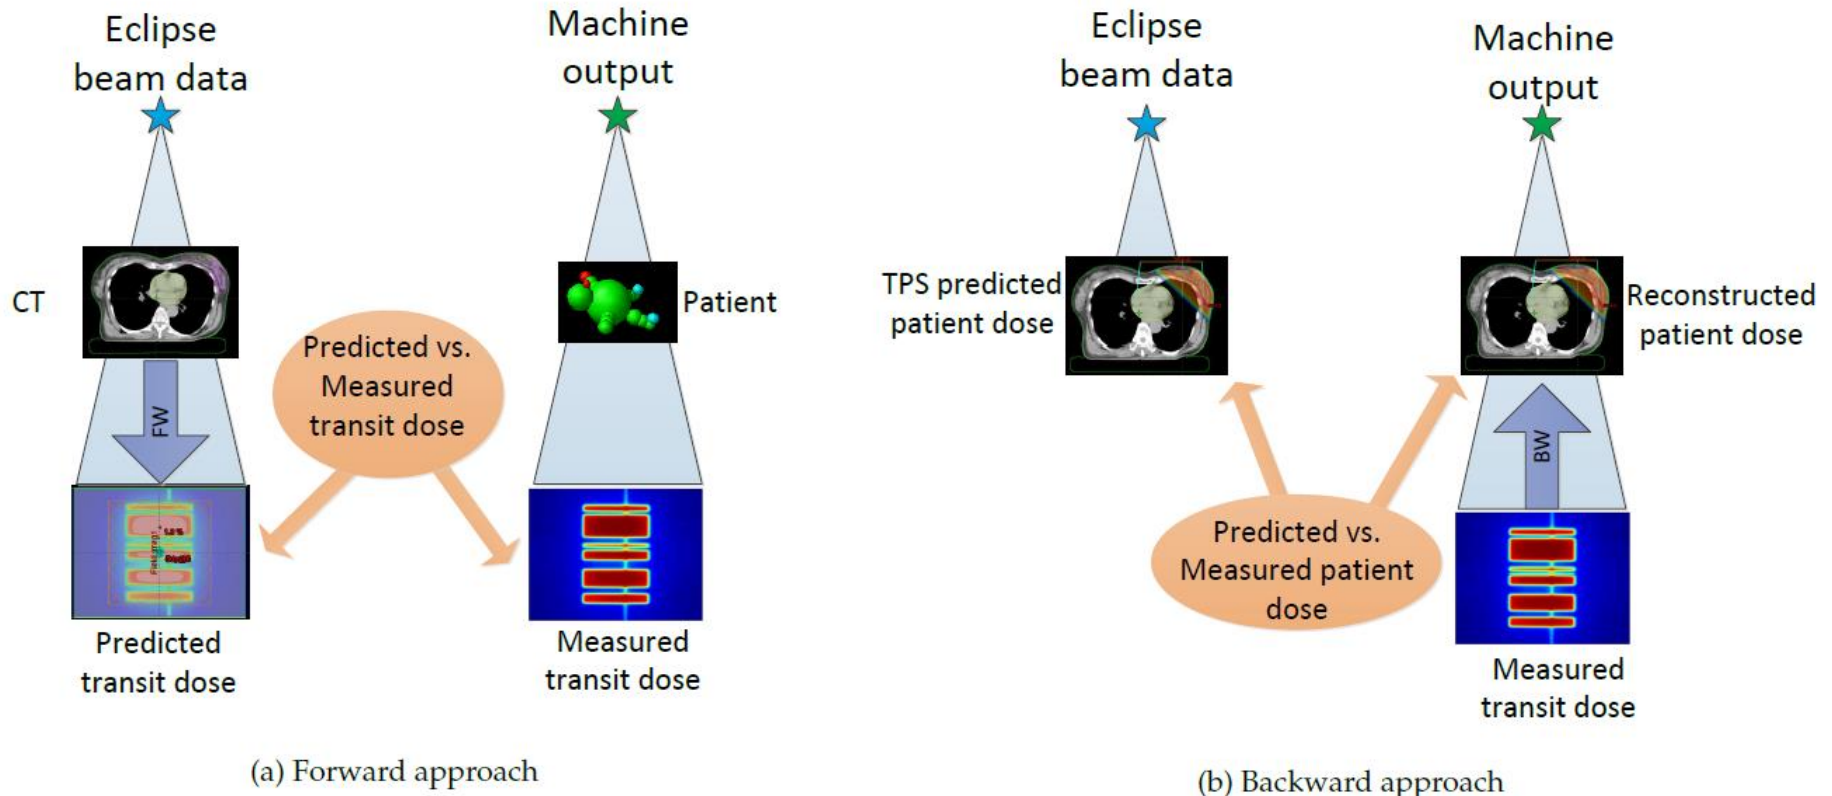 Eclipse
beam data
Machine
output
CT
Patient
Predicted vs.
Measured
transit dose
FW
Predicted
transit dose
Measured
transit dose
(a) Forward approach
Eclipse
beam data
Machine
output
TPS predicted
patient dose
Reconstructed
patient dose
BW
Predicted vs.
Measured patient
dose
Measured
transit dose
(b) Backward approach